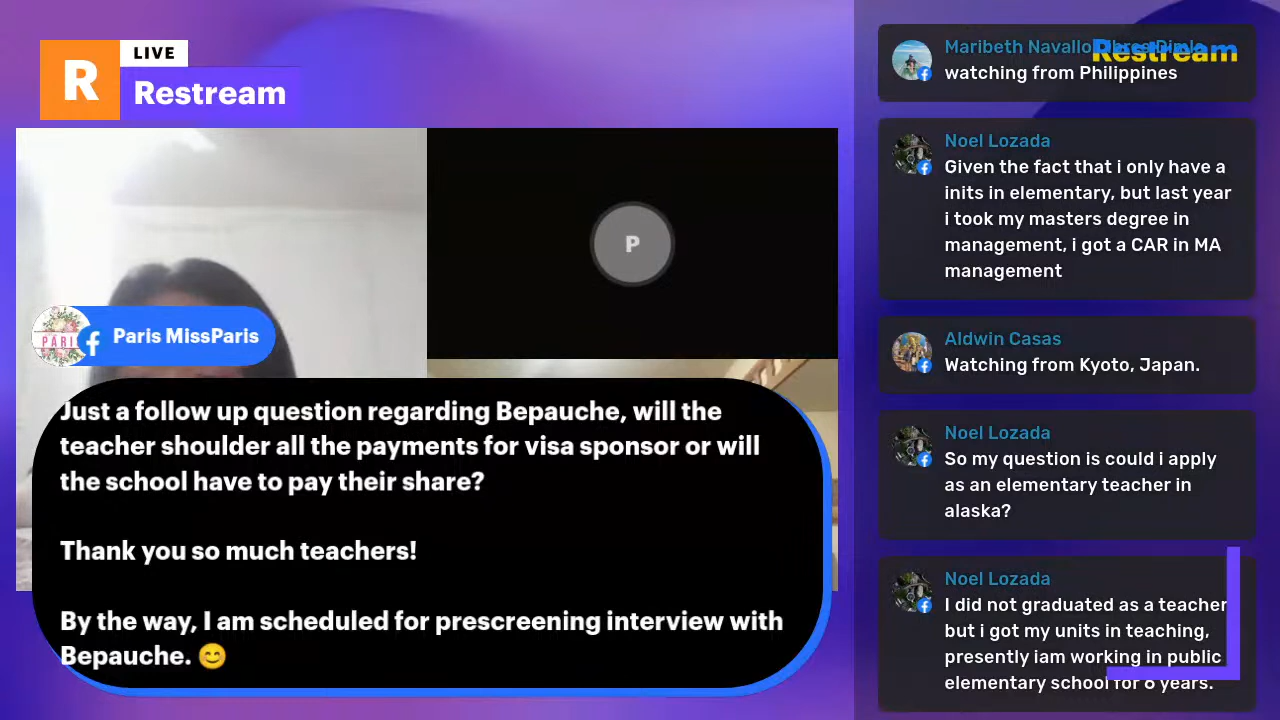 R
LIVE
Restream
P
PARIS
Paris MissParis
Just a follow up question regarding Bepauche, will the
teacher shoulder all the payments for visa sponsor or will
the school have to pay their share?
Thank you so much teachers!
By the way, I am scheduled for prescreening interview with
Bepauche. 😊
Maribeth Navallo
Restream
watching from Philippines
Noel Lozada
Given the fact that i only have a
inits in elementary, but last year
i took my masters degree in
management, i got a CAR in MA
management
Aldwin Casas
Watching from Kyoto, Japan.
Noel Lozada
So my question is could i apply
as an elementary teacher in
alaska?
Noel Lozada
I did not graduated as a teacher
but i got my units in teaching,
presently iam working in public
elementary school for 6 years.